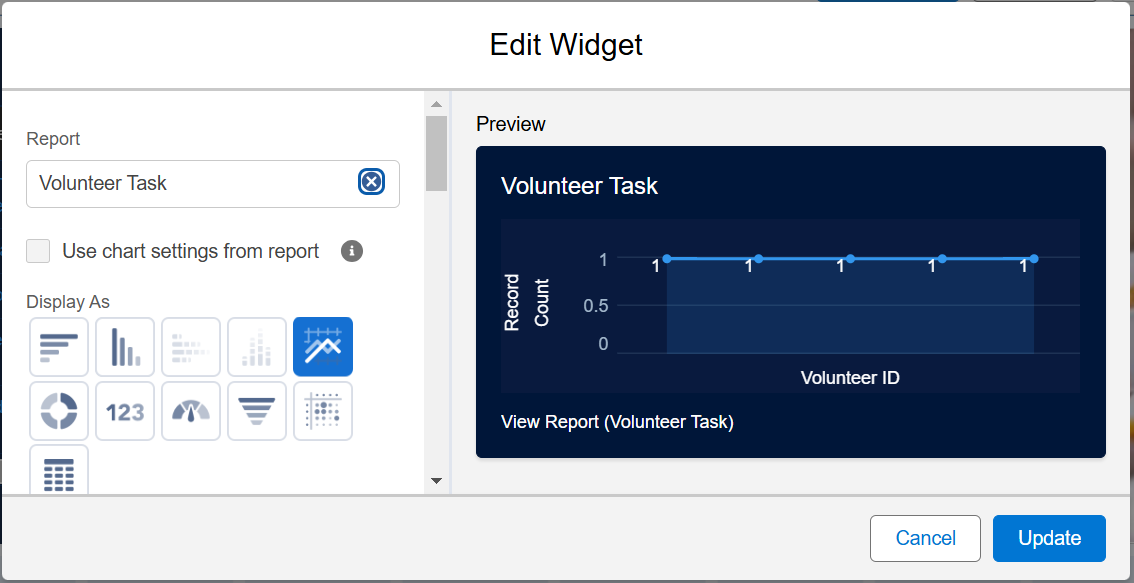 Edit Widget
Report
Volunteer Task
Use chart settings from report
Display As
123
Preview
Volunteer Task
Record
Count
1
0.5
0
1 1 1 1 1
Volunteer ID
View Report (Volunteer Task)
Cancel
Update